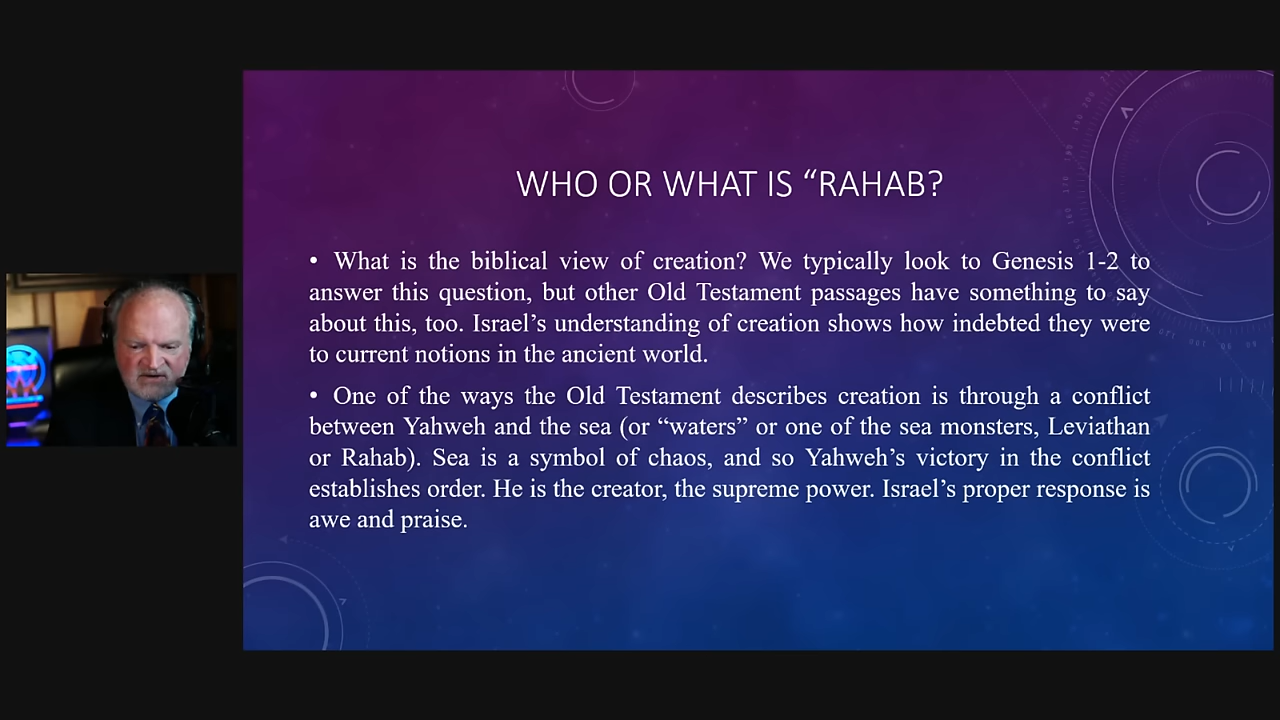 WHO OR WHAT IS “RAHAB?
• What is the biblical view of creation? We typically look to Genesis 1-2 to
answer this question, but other Old Testament passages have something to say
about this, too. Israel’s understanding of creation shows how indebted they were
to current notions in the ancient world.
• One of the ways the Old Testament describes creation is through a conflict
between Yahweh and the sea (or “waters” or one of the sea monsters, Leviathan
or Rahab). Sea is a symbol of chaos, and so Yahweh’s victory in the conflict
establishes order. He is the creator, the supreme power. Israel’s proper response is
awe and praise.